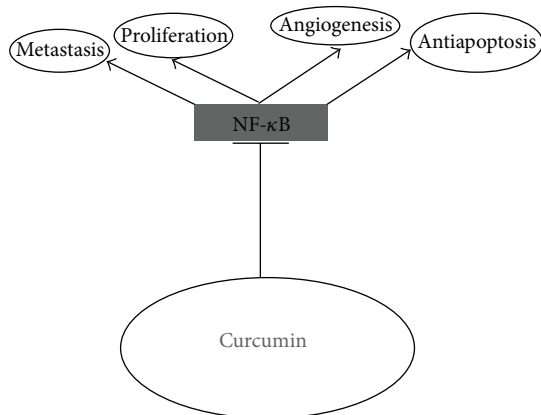 Metastasis
Proliferation
Angiogenesis
Antiapoptosis
NF-κB
Curcumin